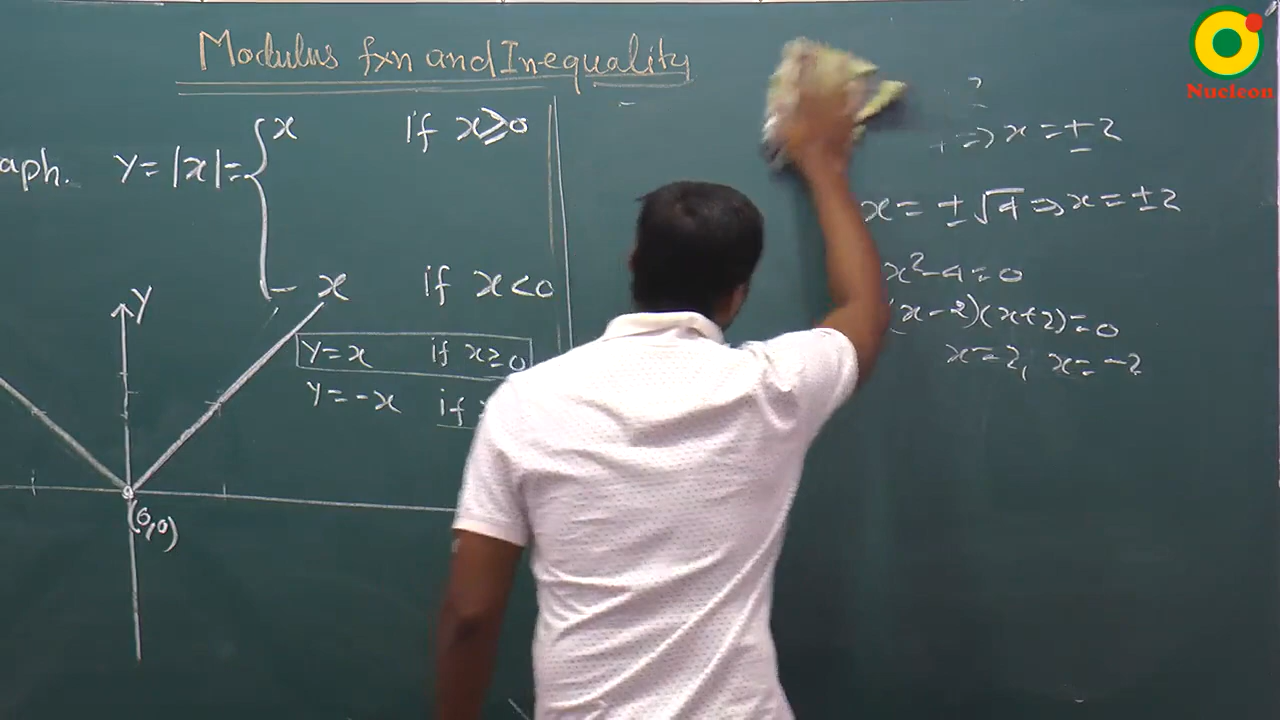 Modulus fxn and Inequality
aph. Y=|x|= { x if x≥0
- x if x<0
Y
Y=x if x≥0
Y=-x if
(0,0)
⇒ x = ±2
x = ±√4 ⇒ x = ±2
x²-4=0
(x-2)(x+2)=0
x=2, x=-2
Nucleon